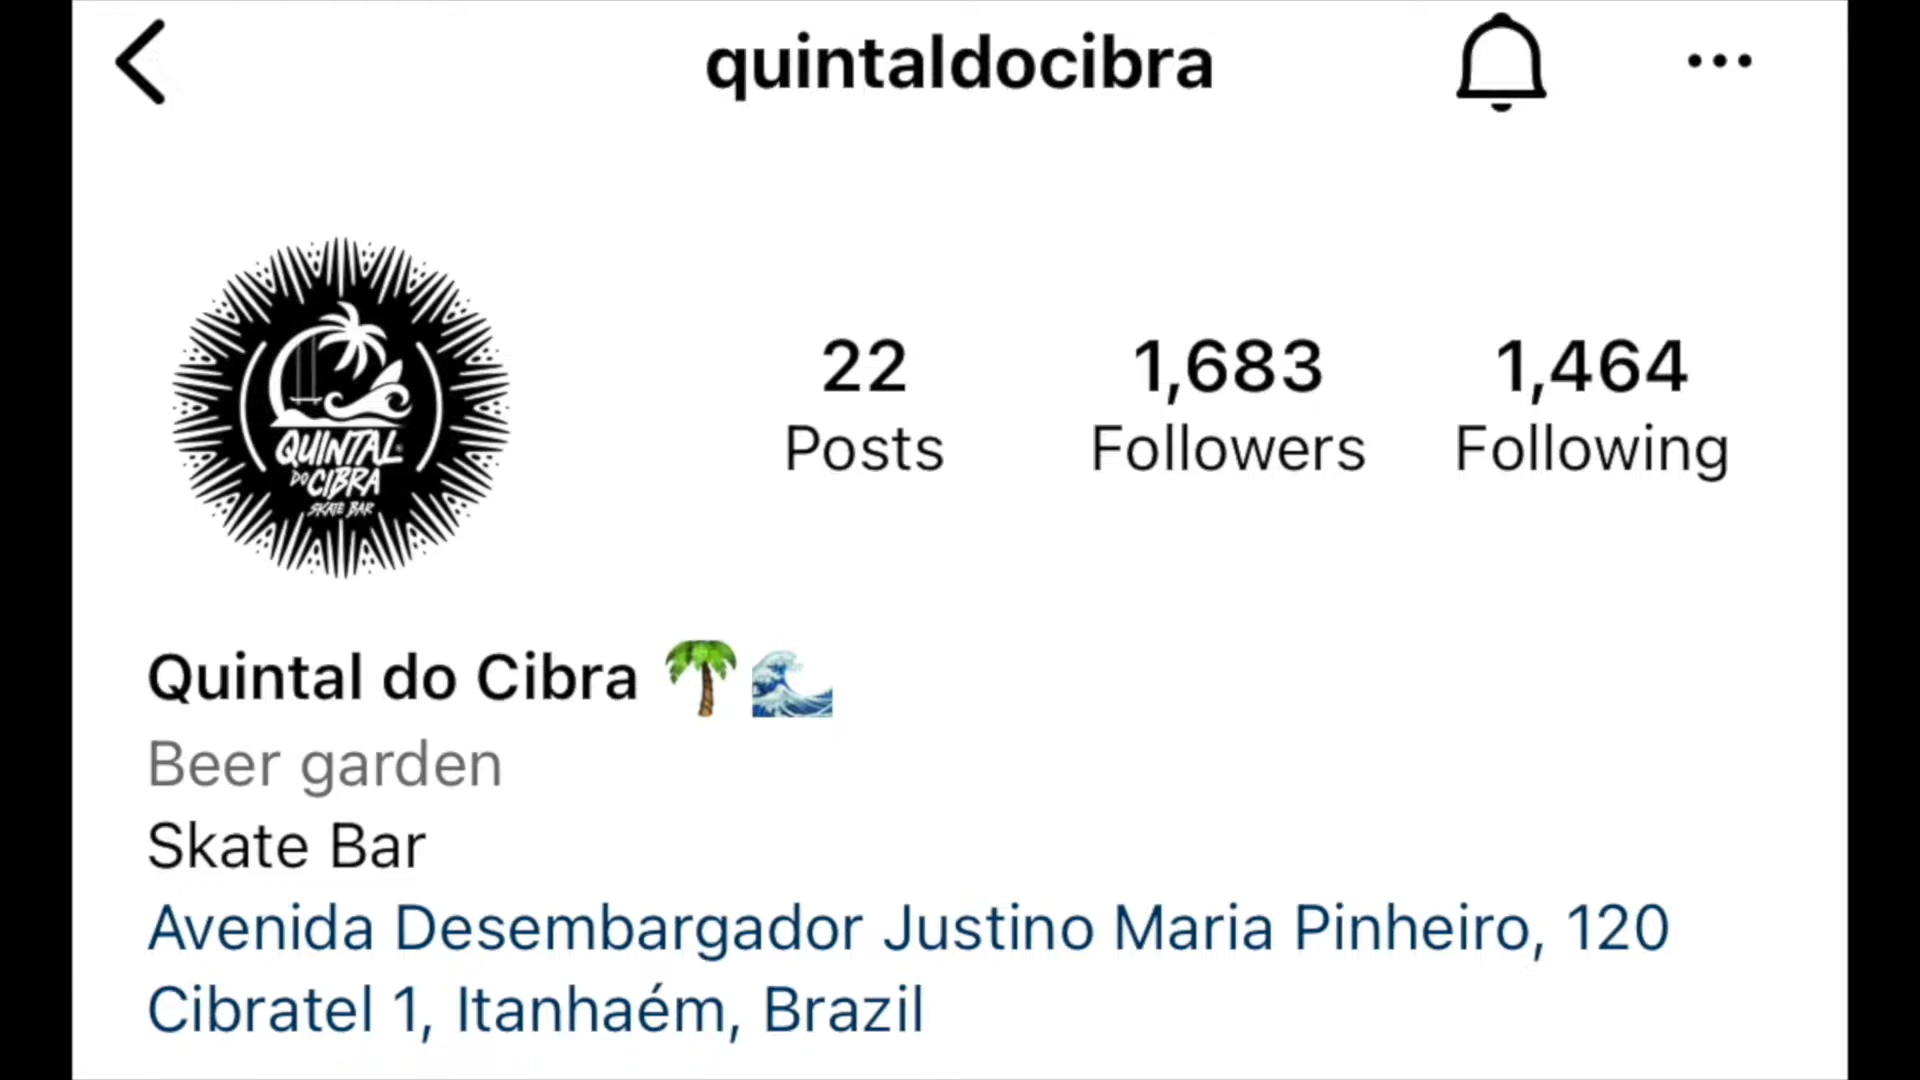 quintaldocibra
QUINTAL
DO CIBRA
SKATE BAR
22
Posts
1,683
Followers
1,464
Following
Quintal do Cibra 🌴🌊
Beer garden
Skate Bar
Avenida Desembargador Justino Maria Pinheiro, 120
Cibratel 1, Itanhaém, Brazil